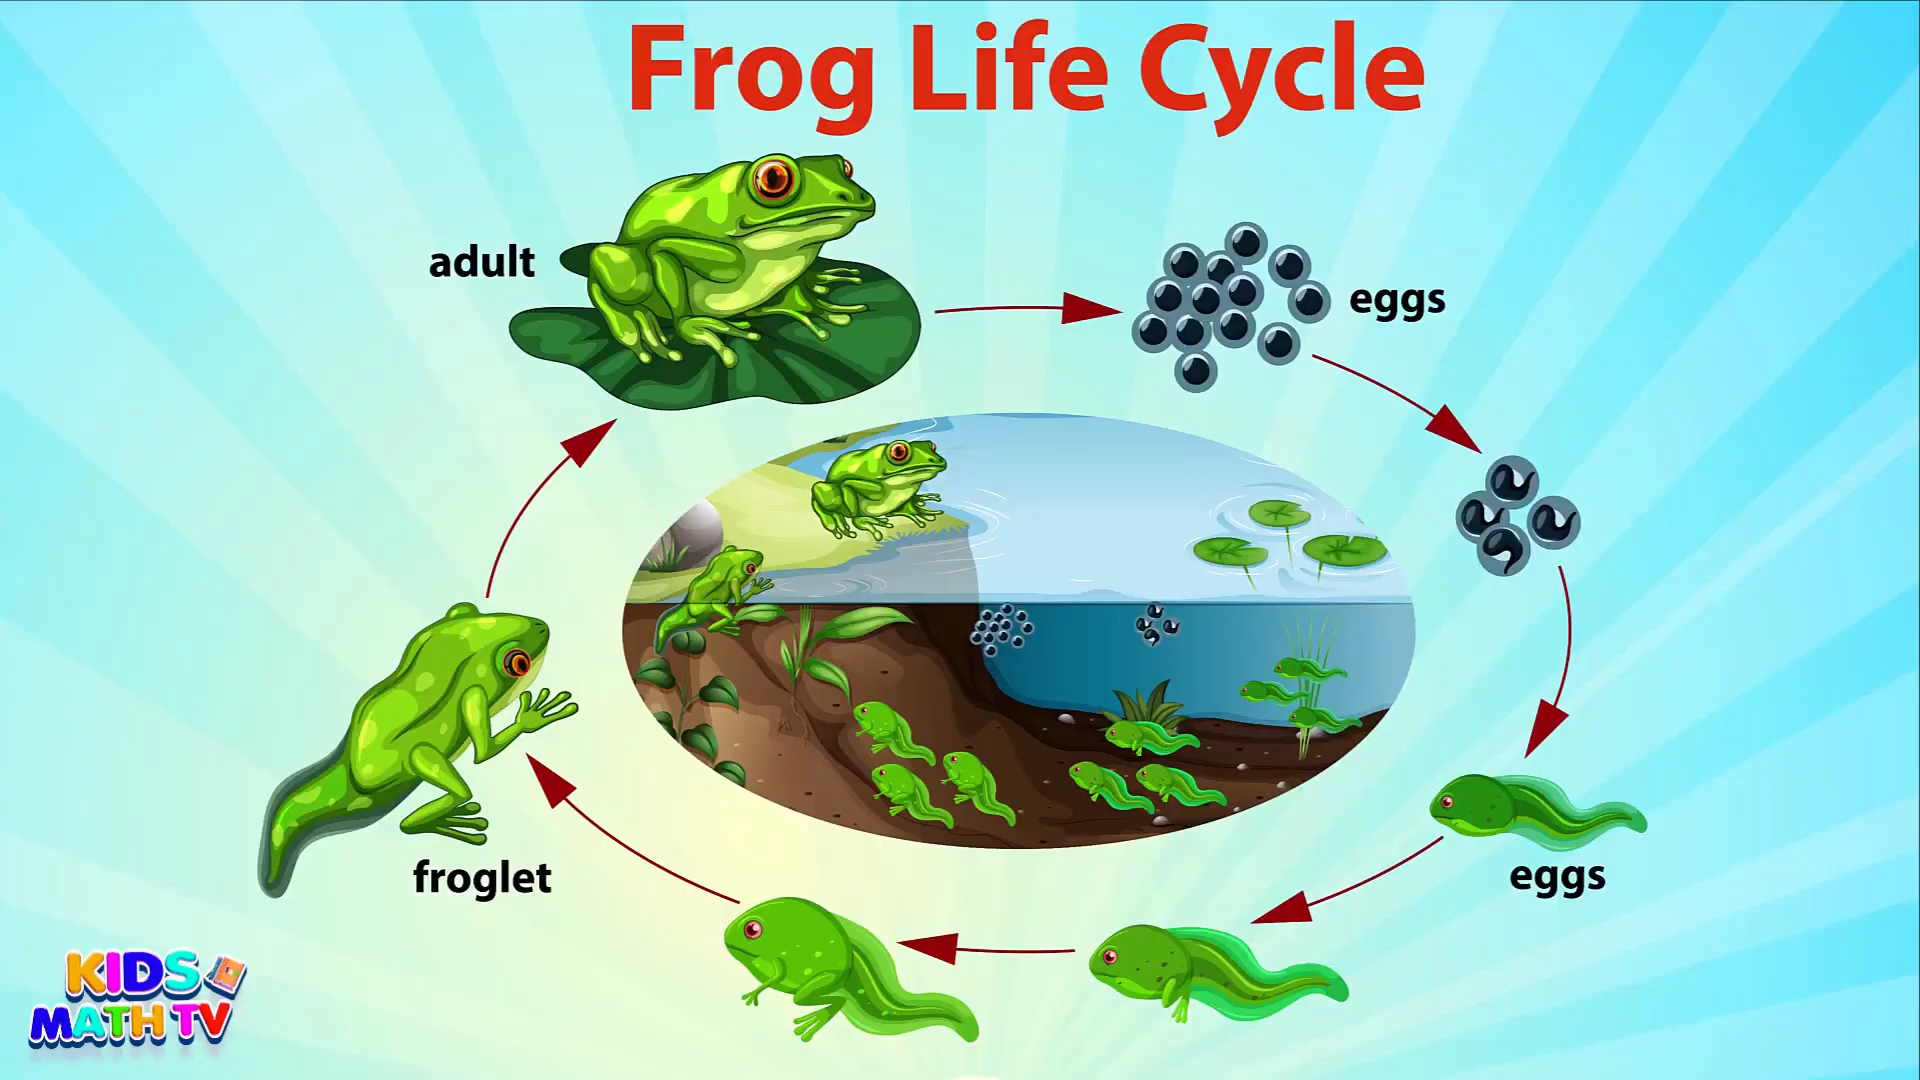 Frog Life Cycle
adult
eggs
eggs
froglet
KIDS
MATH TV